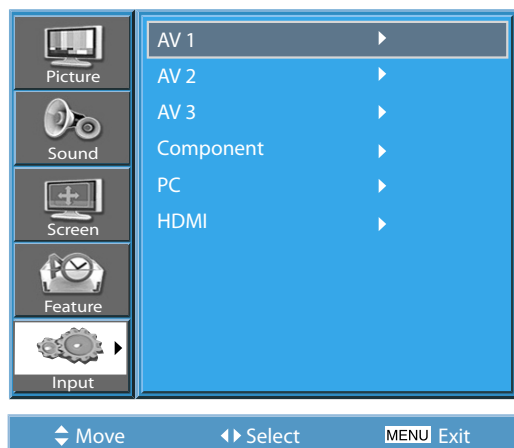 Picture
Sound
Screen
Feature
Input
AV 1
AV 2
AV 3
Component
PC
HDMI
Move Select MENU Exit